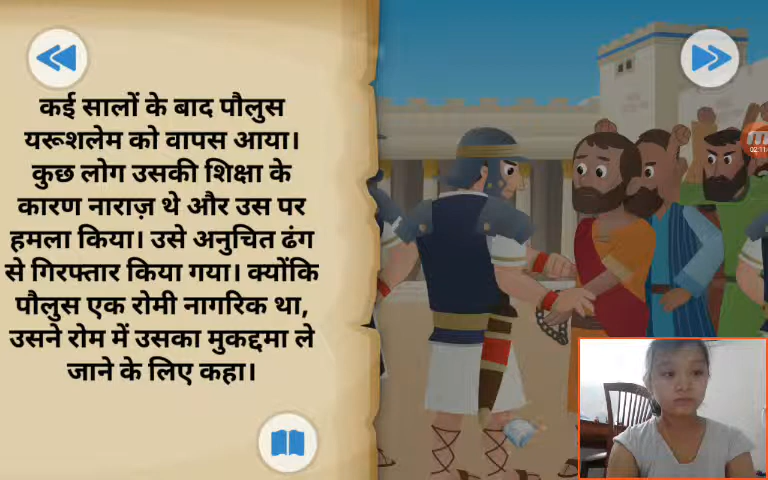 कई सालों के बाद पौलुस
यरूशलेम को वापस आया।
कुछ लोग उसकी शिक्षा के
कारण नाराज़ थे और उस पर
हमला किया। उसे अनुचित ढंग
से गिरफ्तार किया गया। क्योंकि
पौलुस एक रोमी नागरिक था,
उसने रोम में उसका मुकद्दमा ले
जाने के लिए कहा।